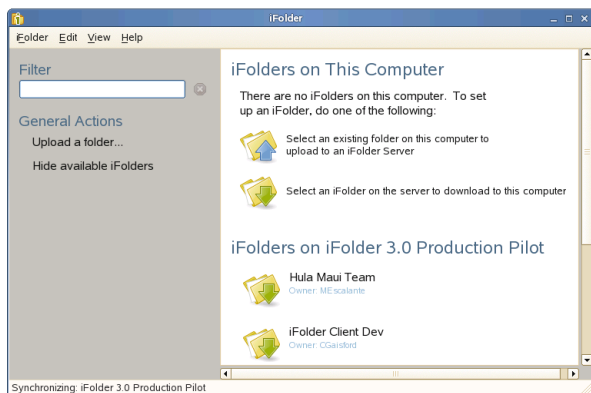 iFolder
iFolder Edit View Help
Filter
General Actions
Upload a folder...
Hide available iFolders
iFolders on This Computer
There are no iFolders on this computer. To set
up an iFolder, do one of the following:
Select an existing folder on this computer to
upload to an iFolder Server
Select an iFolder on the server to download to this computer
iFolders on iFolder 3.0 Production Pilot
Hula Maui Team
Owner: MEscalante
iFolder Client Dev
Owner: CGaisford
Synchronizing: iFolder 3.0 Production Pilot